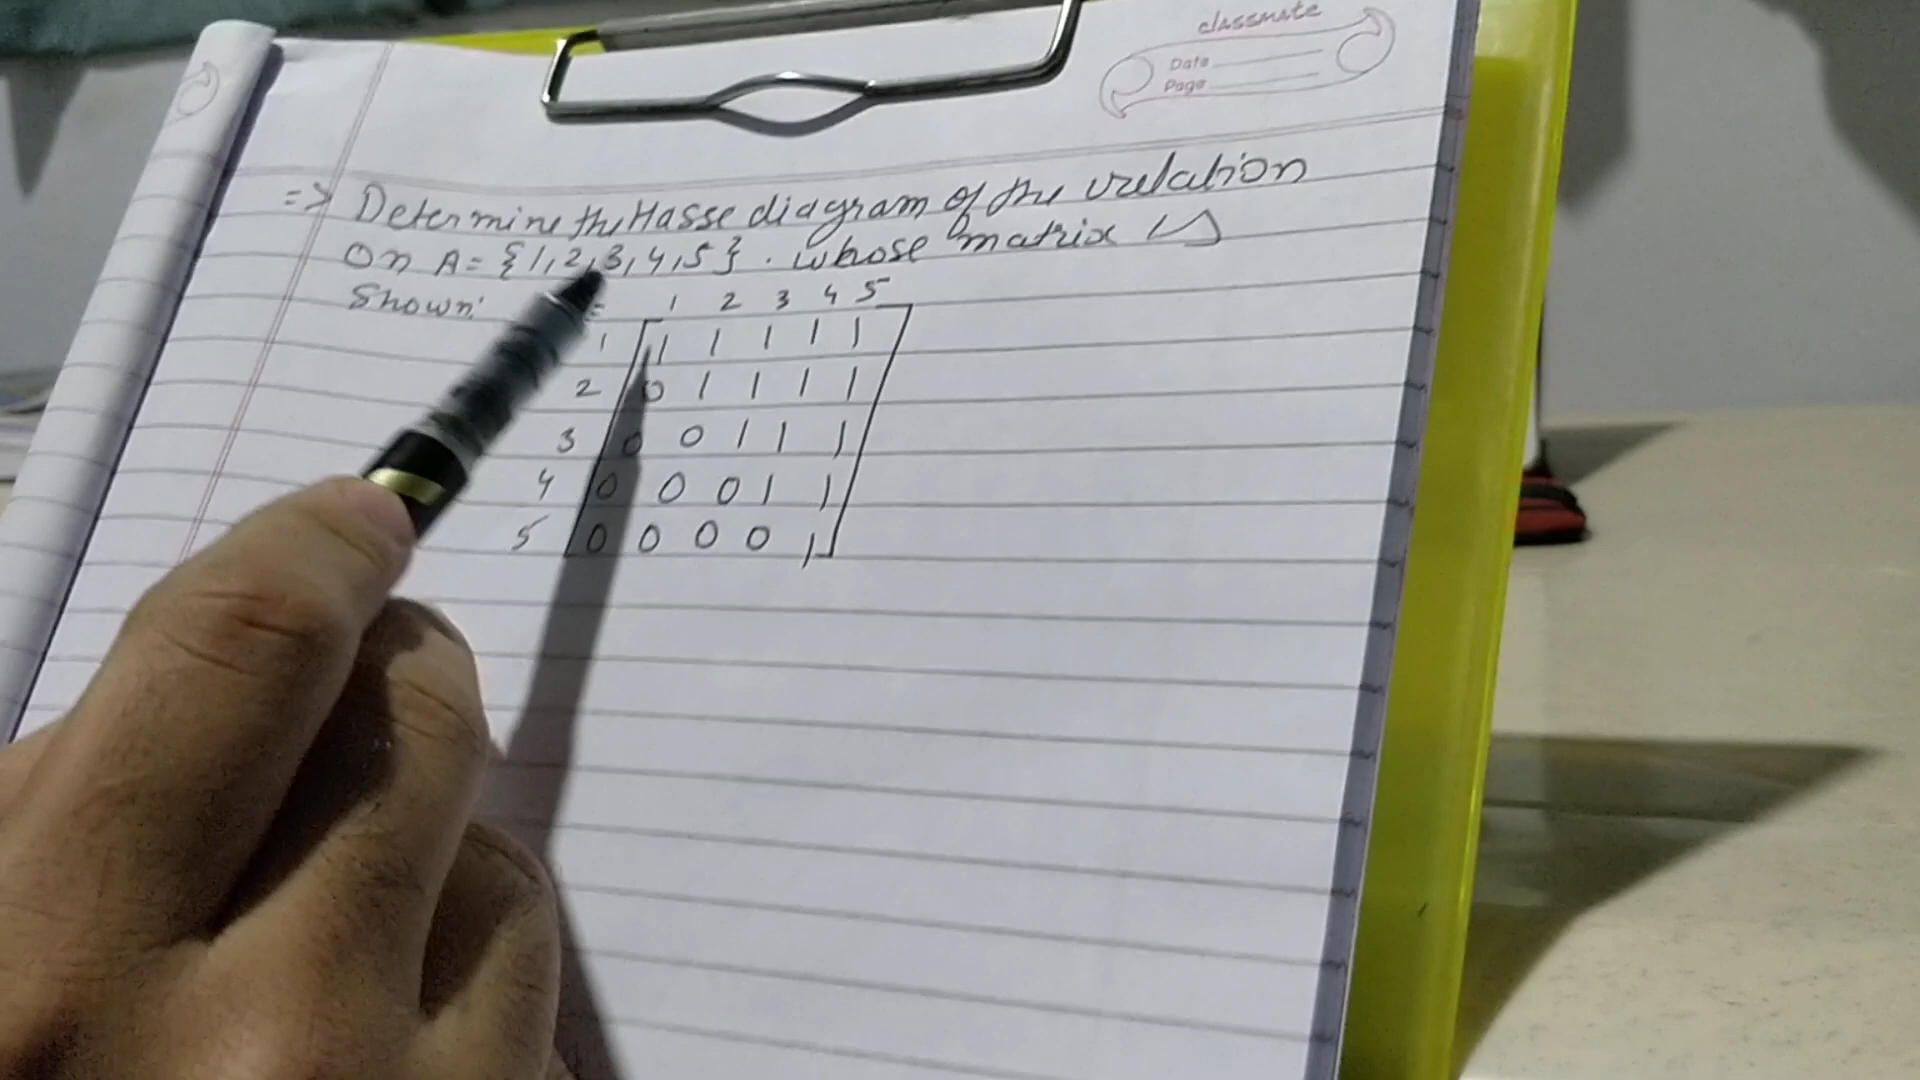 classmate
Date
Page
=> Determine the Hasse diagram of the relation
on A = {1,2,3,4,5}. whose matrix is
Shown:
1 2 3 4 5
1 1 1 1 1 1
2 0 1 1 1 1
3 0 0 1 1 1
4 0 0 0 1 1
5 0 0 0 0 1